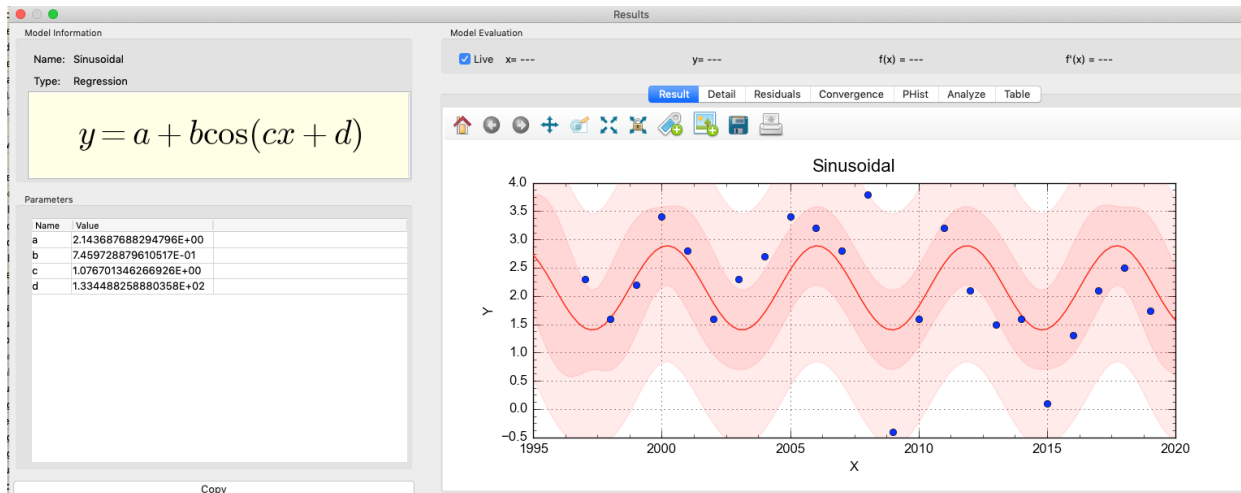 Results
Model Information
Name: Sinusoidal
Type: Regression
y = a + bcos(cx + d)
Parameters
Name Value
a 2.143687688294796E+00
b 7.459728879610517E-01
c 1.076701346266926E+00
d 1.334488258880358E+02
Copy
Model Evaluation
Live x= --- y= --- f(x) = --- f'(x) = ---
Result Detail Residuals Convergence PHist Analyze Table
Sinusoidal
4.0
3.5
3.0
2.5
2.0
1.5
1.0
0.5
0.0
−0.5
Y
1995 2000 2005 2010 2015 2020
X